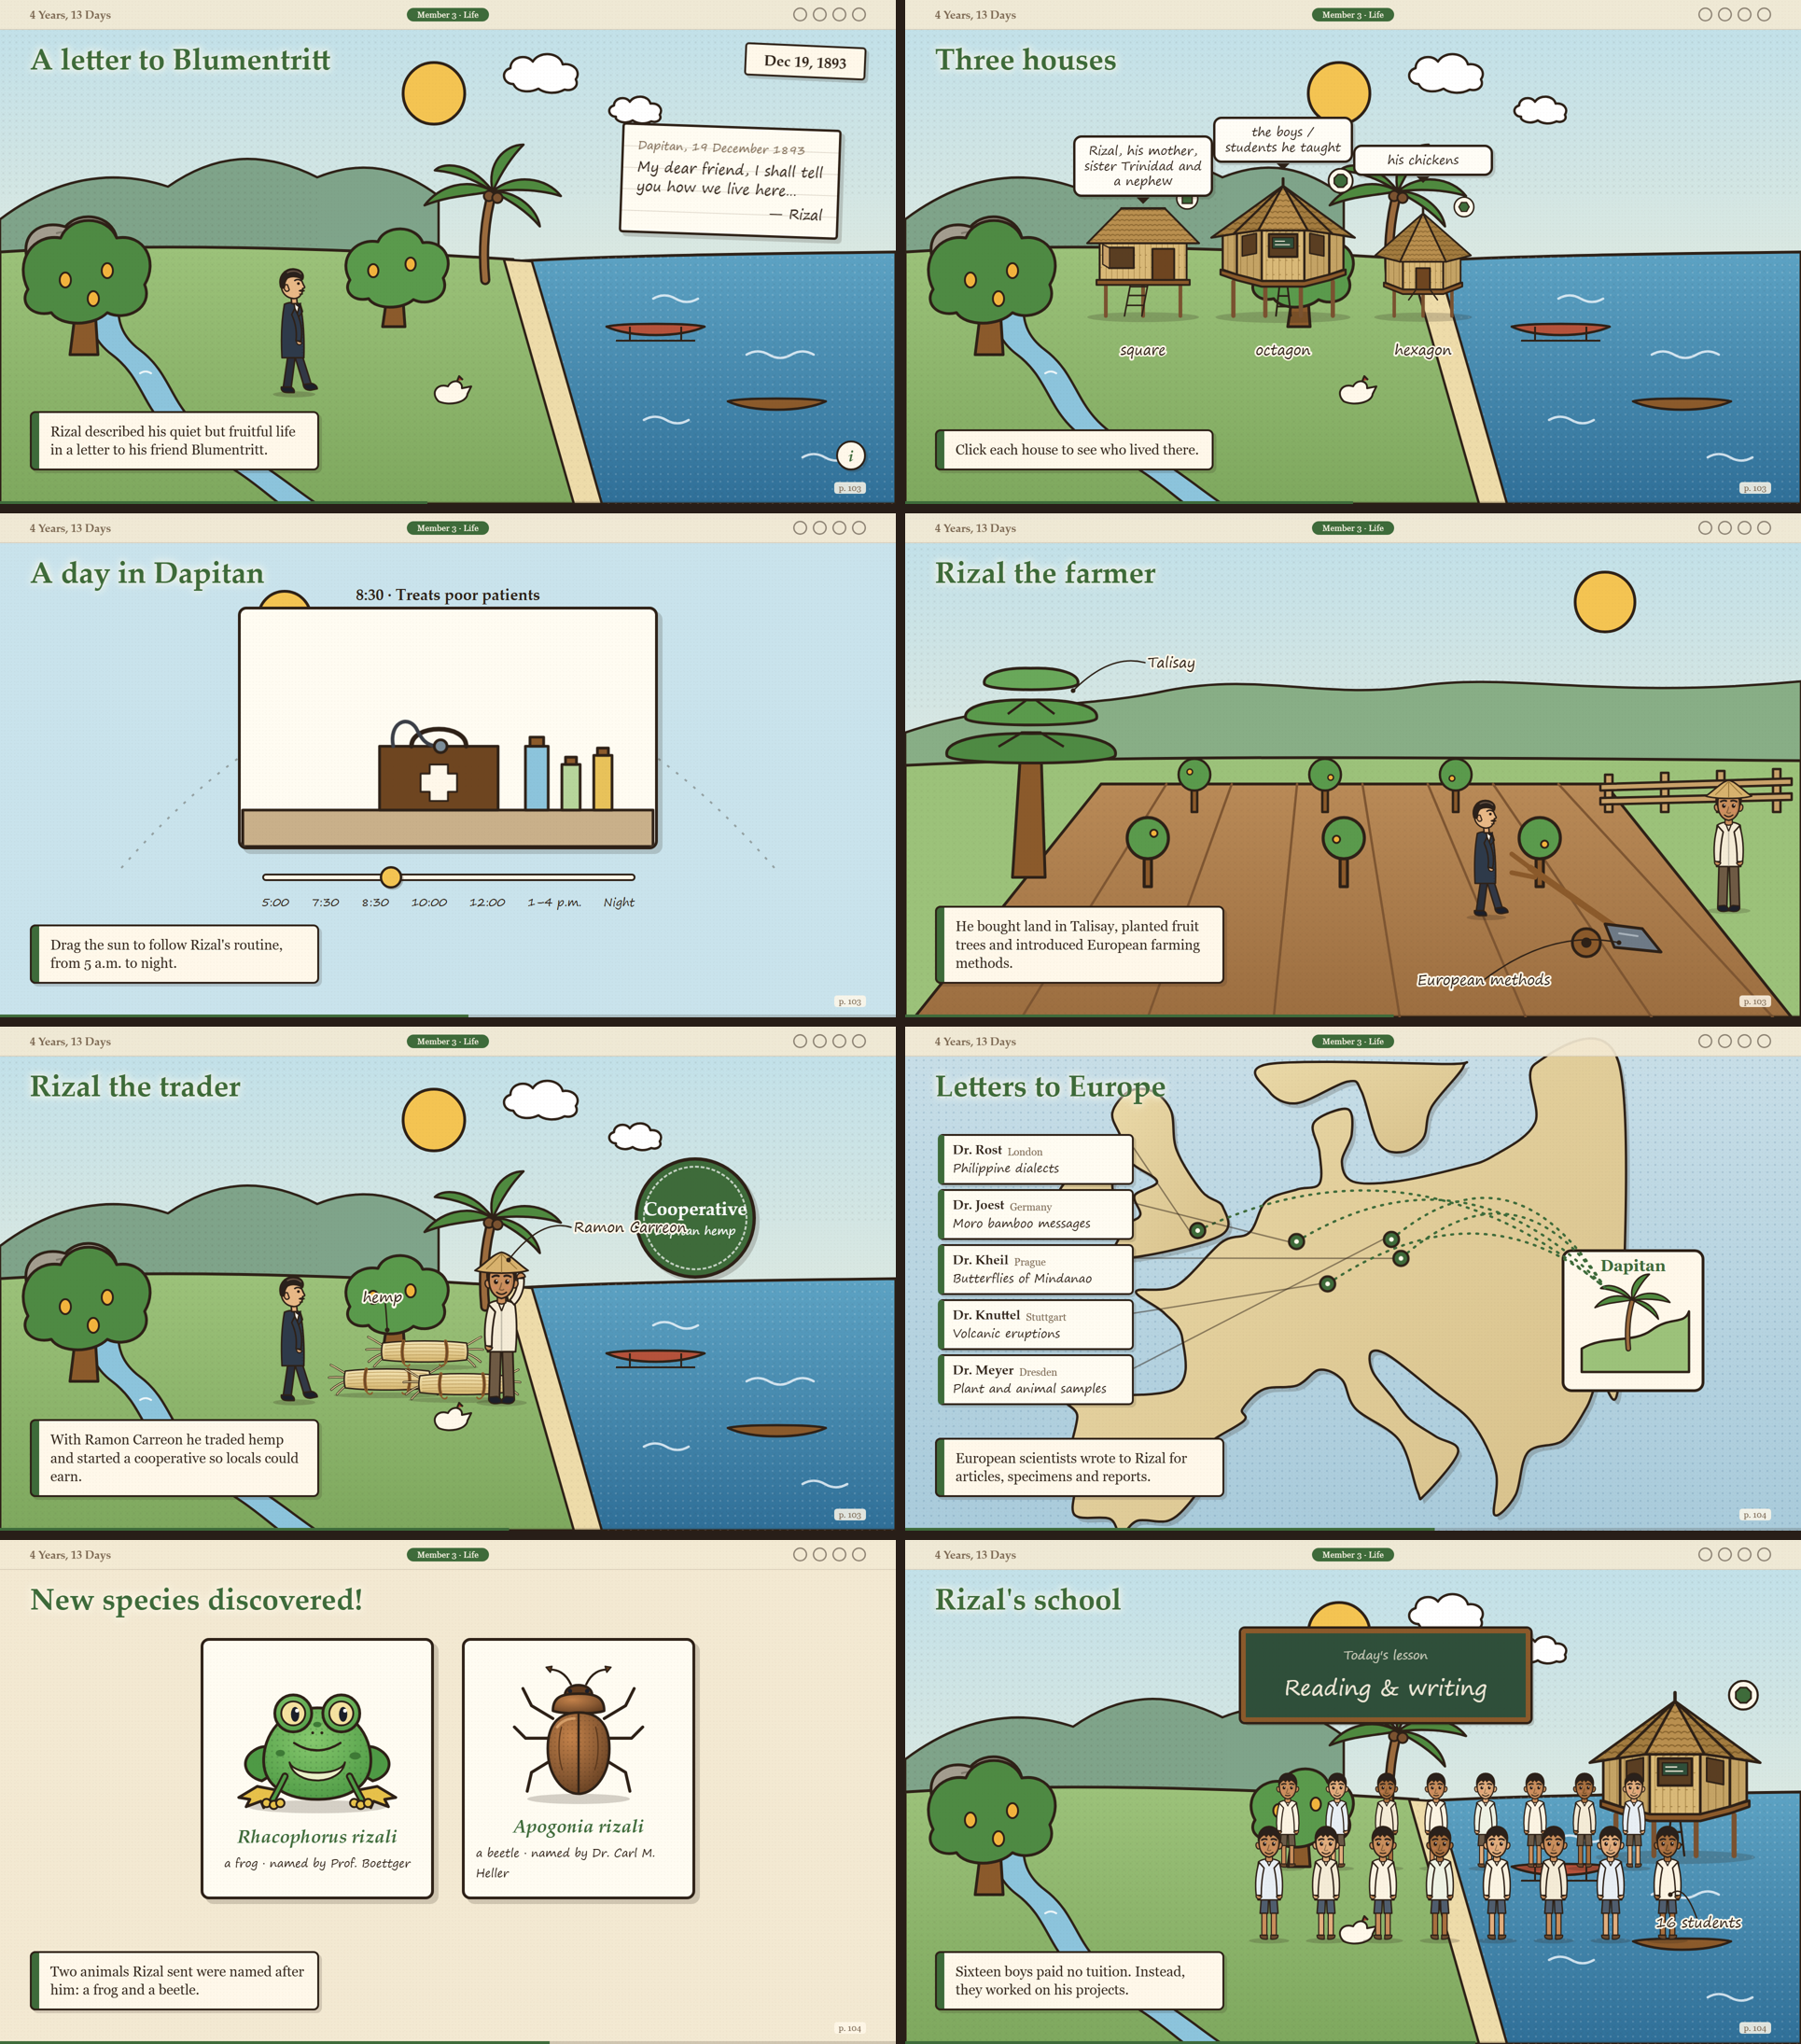 4 Years, 13 Days
Member 3 · Life
A letter to Blumentritt
Dec 19, 1893
Dapitan, 19 December 1893
My dear friend, I shall tell
you how we live here...
— Rizal
Rizal described his quiet but fruitful life
in a letter to his friend Blumentritt.
i
p. 103
4 Years, 13 Days
Member 3 · Life
Three houses
Rizal, his mother,
sister Trinidad and
a nephew
the boys /
students he taught
his chickens
square
octagon
hexagon
Click each house to see who lived there.
p. 103
4 Years, 13 Days
Member 3 · Life
A day in Dapitan
8:30 · Treats poor patients
5:00 7:30 8:30 10:00 12:00 1–4 p.m. Night
Drag the sun to follow Rizal's routine,
from 5 a.m. to night.
p. 103
4 Years, 13 Days
Member 3 · Life
Rizal the farmer
Talisay
He bought land in Talisay, planted fruit
trees and introduced European farming
methods.
European methods
p. 103
4 Years, 13 Days
Member 3 · Life
Rizal the trader
Cooperative
Ramon Carreon
hemp
hemp
With Ramon Carreon he traded hemp
and started a cooperative so locals could
earn.
p. 103
4 Years, 13 Days
Member 3 · Life
Letters to Europe
Dr. Rost London
Philippine dialects
Dr. Joest Germany
Moro bamboo messages
Dr. Kheil Prague
Butterflies of Mindanao
Dr. Knuttel Stuttgart
Volcanic eruptions
Dr. Meyer Dresden
Plant and animal samples
Dapitan
European scientists wrote to Rizal for
articles, specimens and reports.
p. 104
4 Years, 13 Days
Member 3 · Life
New species discovered!
Rhacophorus rizali
a frog · named by Prof. Boettger
Apogonia rizali
a beetle · named by Dr. Carl M.
Heller
Two animals Rizal sent were named after
him: a frog and a beetle.
p. 104
4 Years, 13 Days
Member 3 · Life
Rizal's school
Today's lesson
Reading & writing
16 students
Sixteen boys paid no tuition. Instead,
they worked on his projects.
p. 104